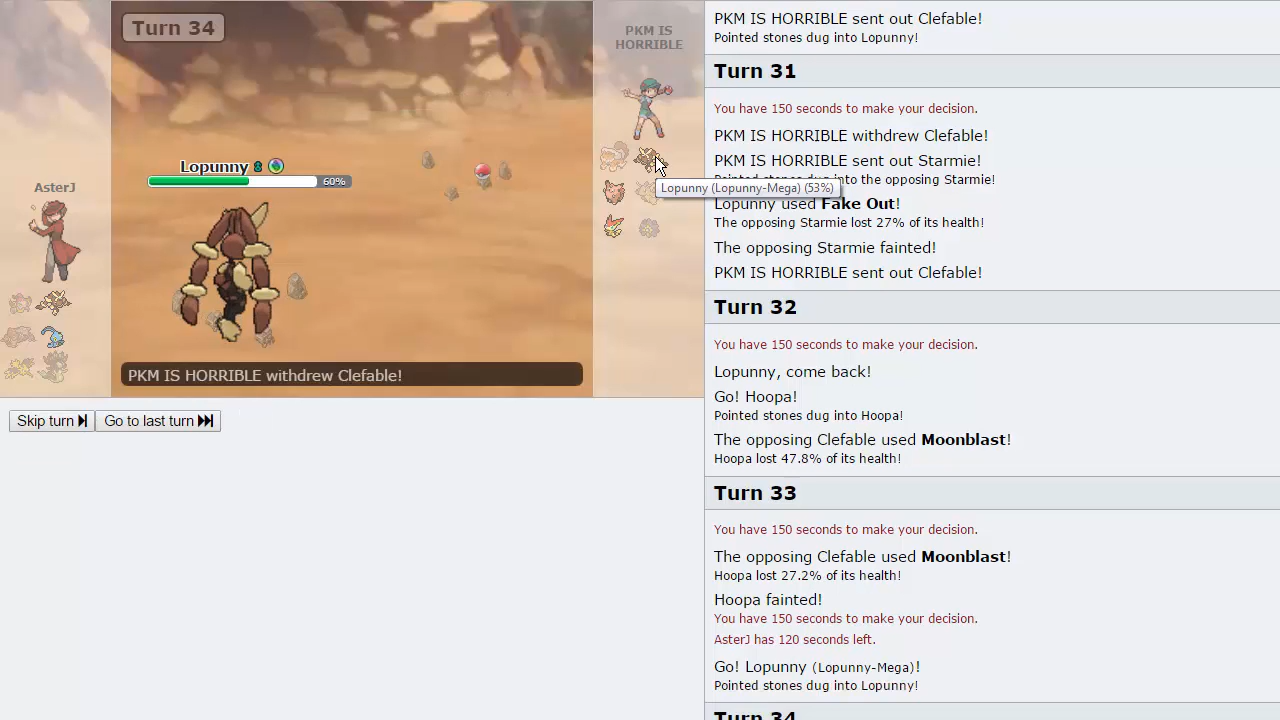 Turn 34
PKM IS
HORRIBLE
AsterJ
Lopunny
60%
Lopunny (Lopunny-Mega) (53%)
PKM IS HORRIBLE withdrew Clefable!
Skip turn
Go to last turn
PKM IS HORRIBLE sent out Clefable!
Pointed stones dug into Lopunny!
Turn 31
You have 150 seconds to make your decision.
PKM IS HORRIBLE withdrew Clefable!
PKM IS HORRIBLE sent out Starmie!
Pointed stones dug into the opposing Starmie!
Lopunny used Fake Out!
The opposing Starmie lost 27% of its health!
The opposing Starmie fainted!
PKM IS HORRIBLE sent out Clefable!
Turn 32
You have 150 seconds to make your decision.
Lopunny, come back!
Go! Hoopa!
Pointed stones dug into Hoopa!
The opposing Clefable used Moonblast!
Hoopa lost 47.8% of its health!
Turn 33
You have 150 seconds to make your decision.
The opposing Clefable used Moonblast!
Hoopa lost 27.2% of its health!
Hoopa fainted!
You have 150 seconds to make your decision.
AsterJ has 120 seconds left.
Go! Lopunny (Lopunny-Mega)!
Pointed stones dug into Lopunny!
Turn 34